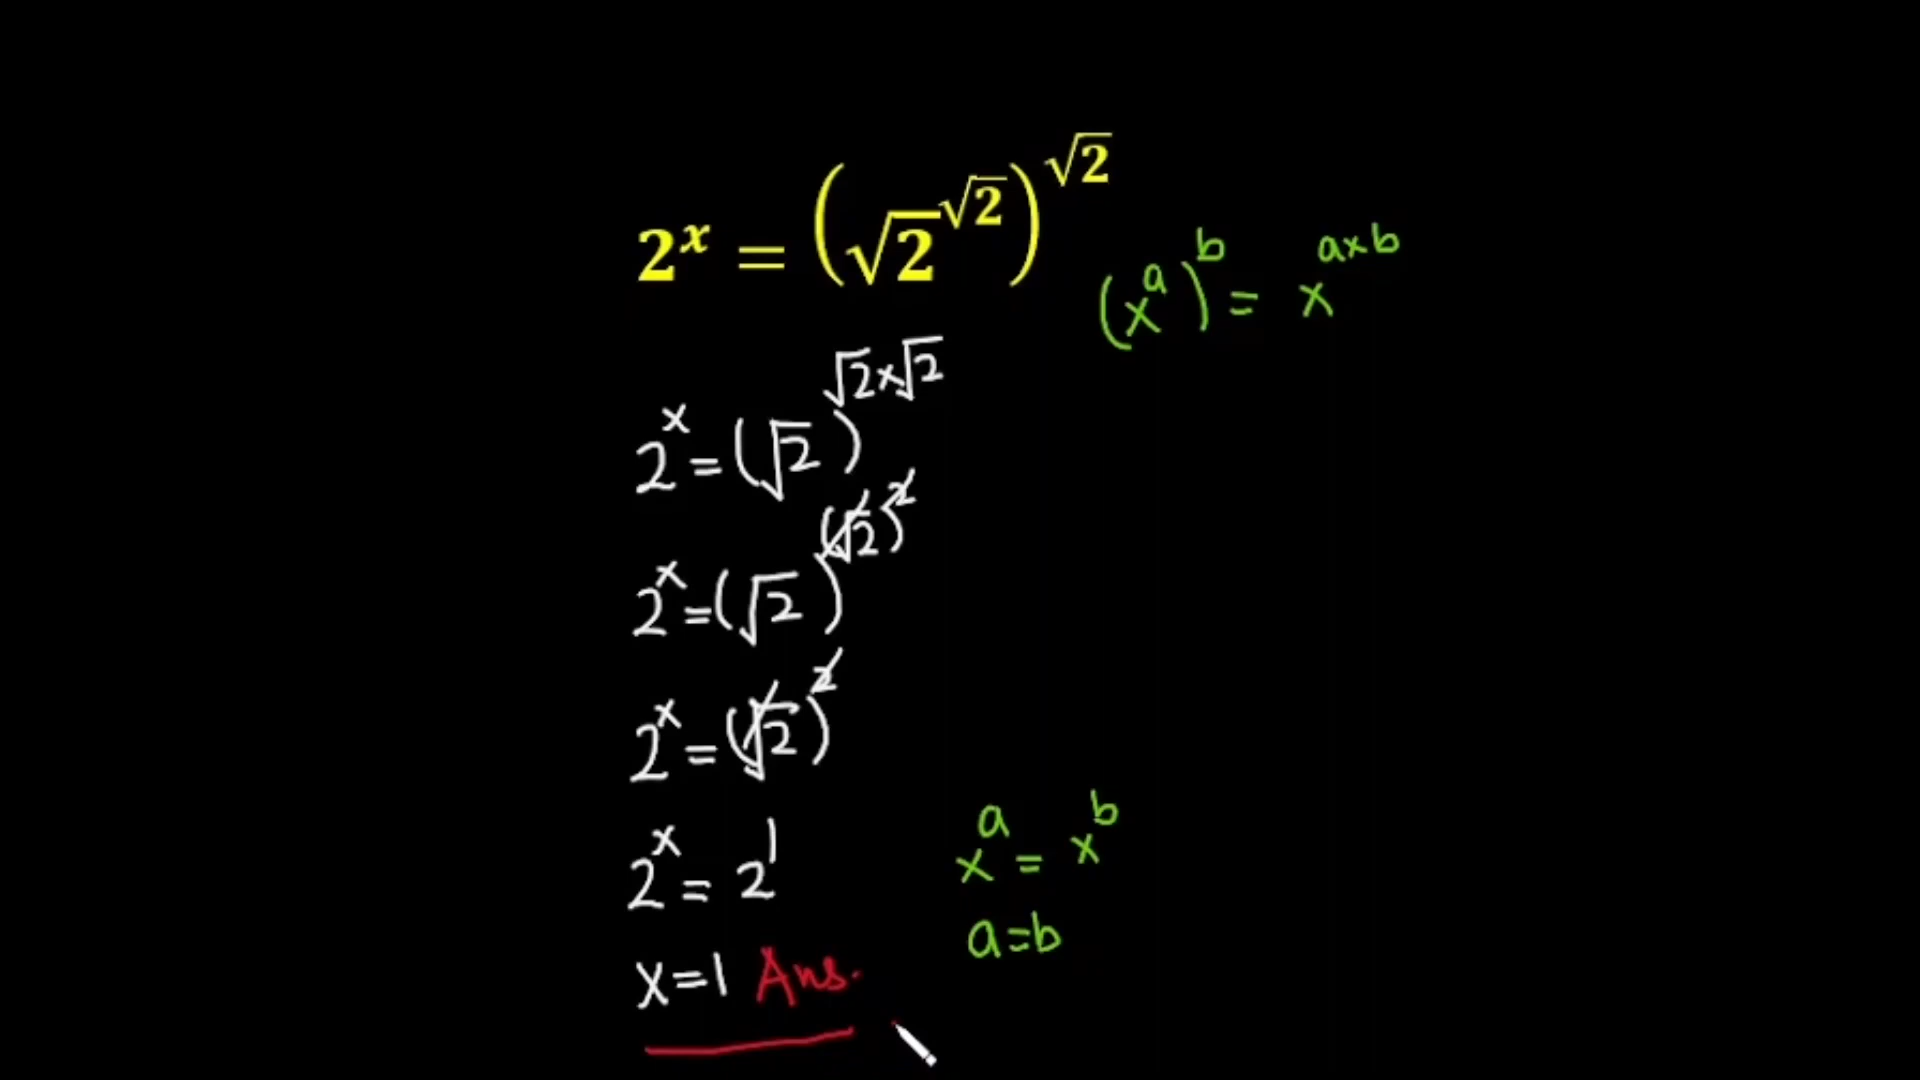 2ˣ = (√2^√2)^√2
(x^a)^b = x^(a×b)
2^x = (√2)^(√2×√2)
2^x = (√2)^((√2)^2)
2^x = (√2)^2
2^x = 2^1
x^a = x^b
a=b
x=1 Ans.